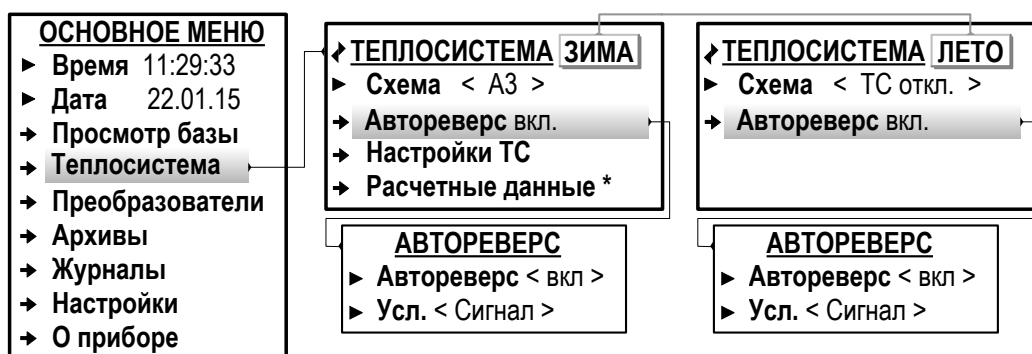 ОСНОВНОЕ МЕНЮ
Время 11:29:33
Дата 22.01.15
Просмотр базы
Теплосистема
Преобразователи
Архивы
Журналы
Настройки
О приборе
ТЕПЛОСИСТЕМА ЗИМА
Схема < А3 >
Автореверс вкл.
Настройки ТС
Расчетные данные *
АВТОРЕВЕРС
Автореверс < вкл >
Усл. < Сигнал >
ТЕПЛОСИСТЕМА ЛЕТО
Схема < ТС откл. >
Автореверс вкл.
АВТОРЕВЕРС
Автореверс < вкл >
Усл. < Сигнал >